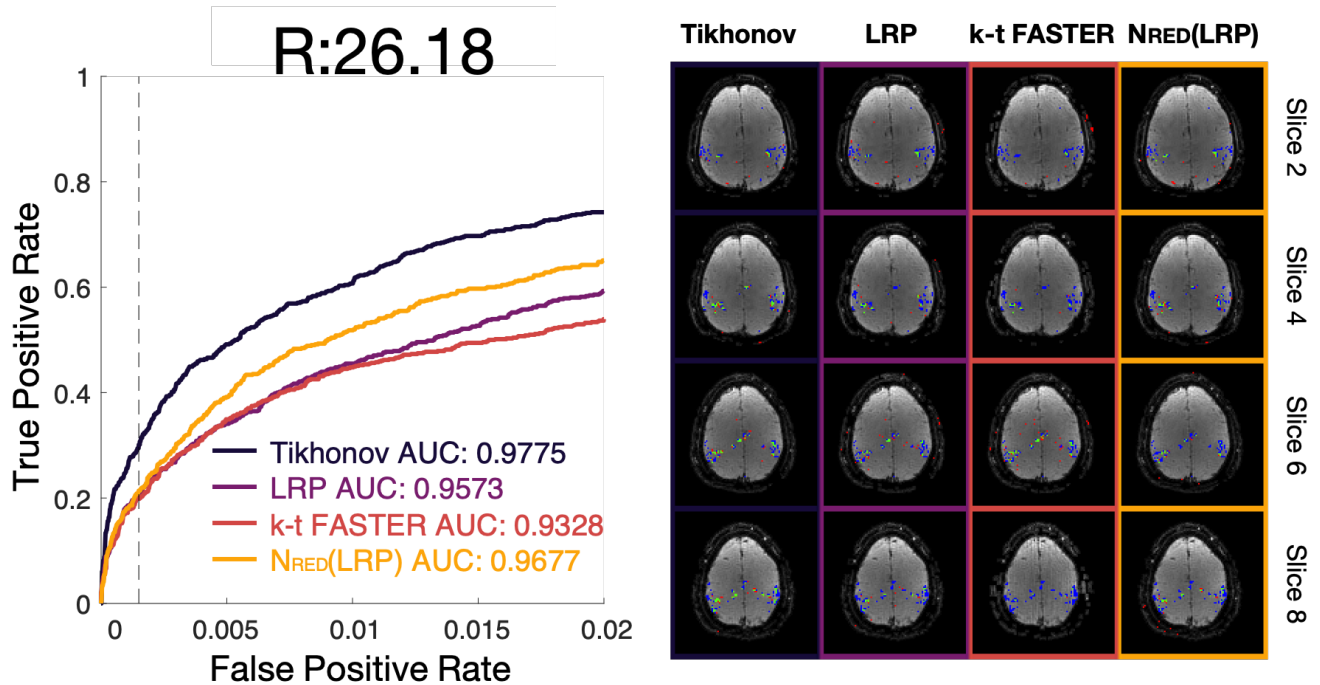 R:26.18
1
0.8
0.6
0.4
0.2
0
True Positive Rate
Tikhonov AUC: 0.9775
LRP AUC: 0.9573
k-t FASTER AUC: 0.9328
NRED(LRP) AUC: 0.9677
0 0.005 0.01 0.015 0.02
False Positive Rate
Tikhonov LRP k-t FASTER NRED(LRP)
Slice 2
Slice 4
Slice 6
Slice 8